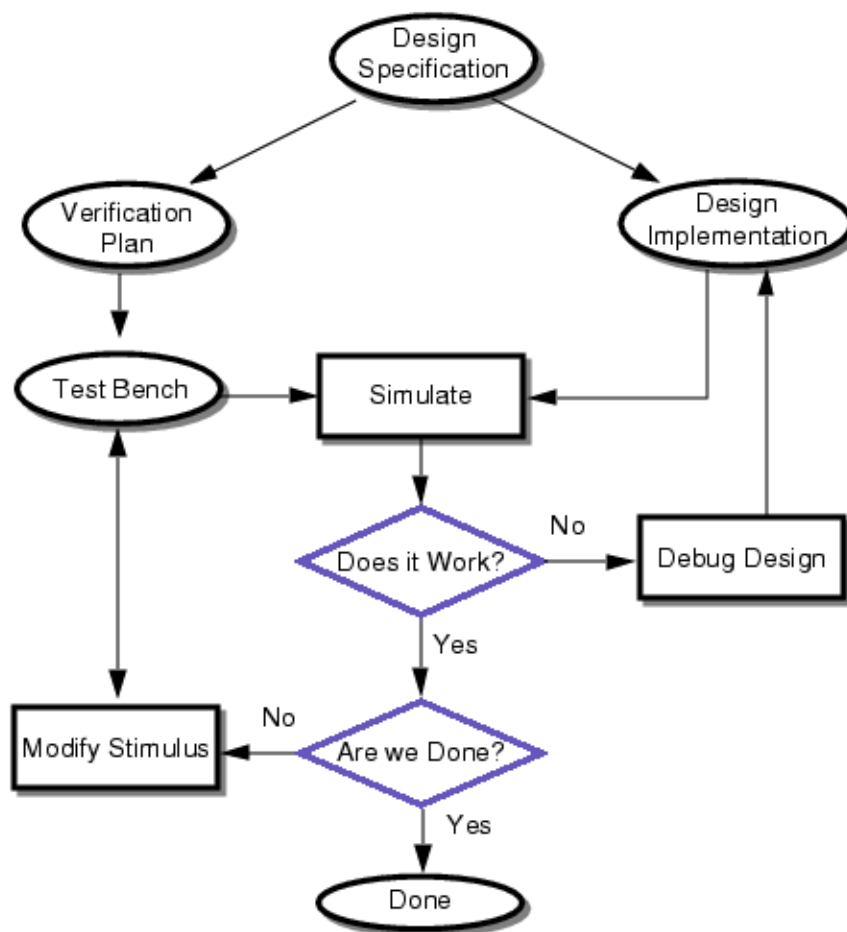 Design
Specification
Verification
Plan
Design
Implementation
Test Bench
Simulate
No
Does it Work?
Debug Design
Yes
No
Modify Stimulus
Are we Done?
Yes
Done